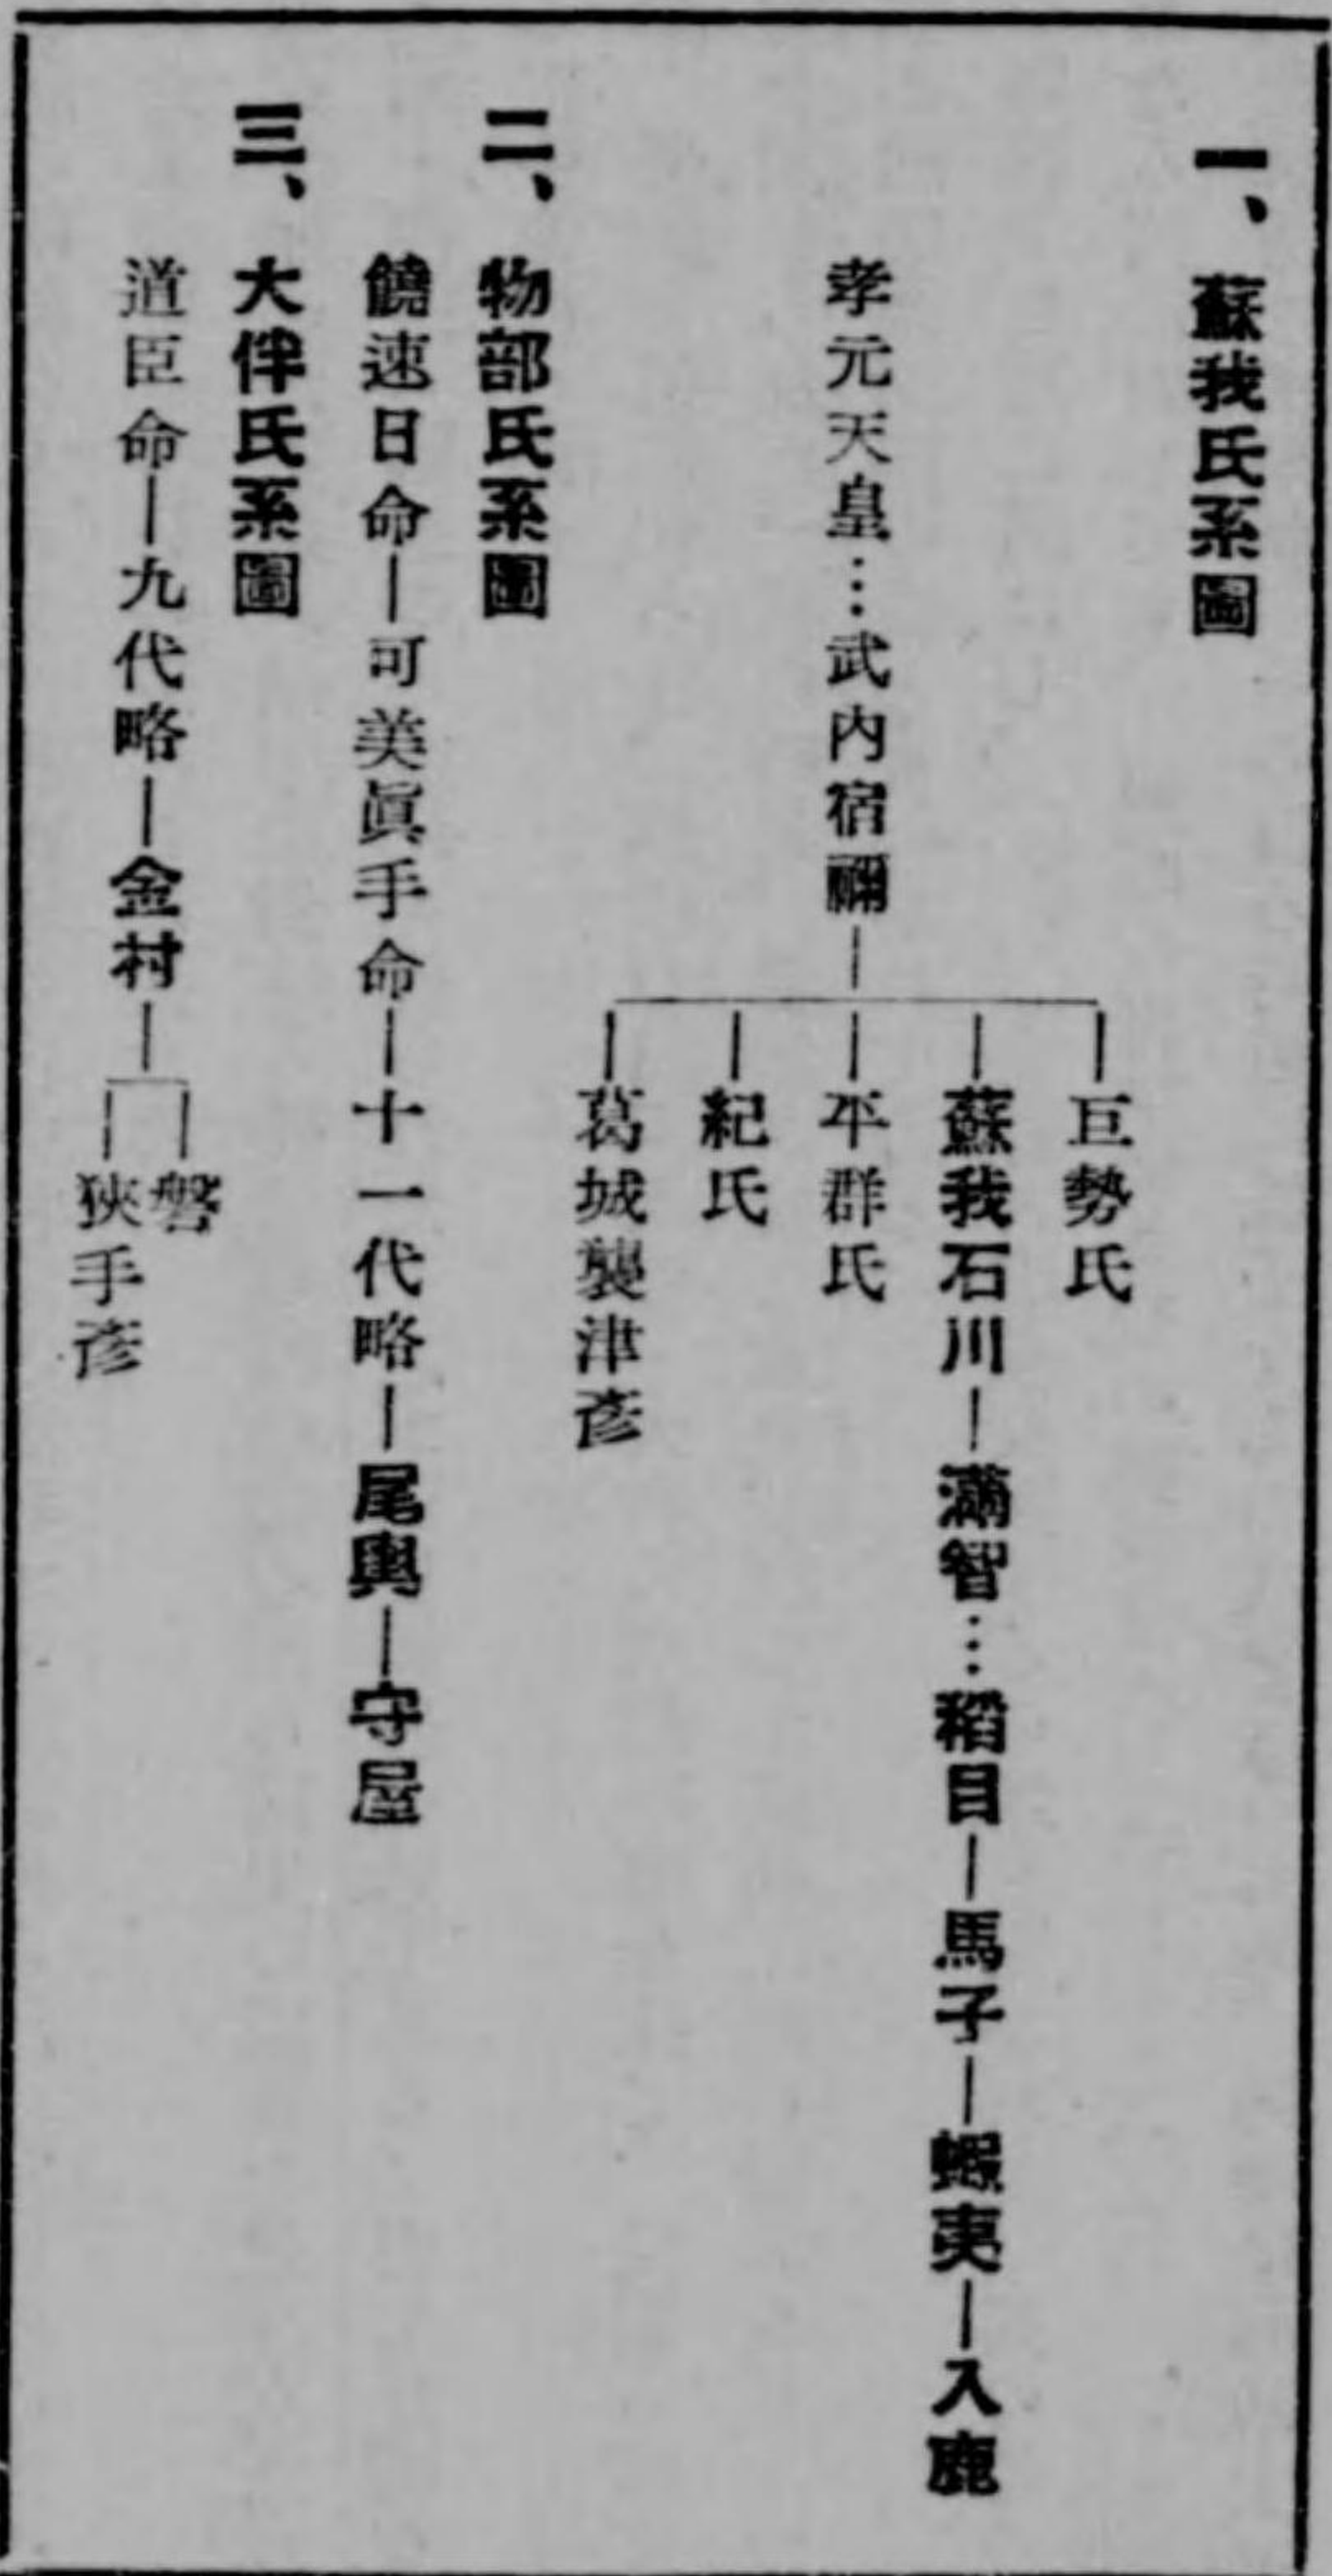 一、蘇我氏系圖
巨勢氏
孝元天皇…武內宿禰
蘇我石川―滿智…稻目―馬子―蝦夷―入鹿
平群氏
紀氏
葛城襲津彥
二、物部氏系圖
饒速日命―可美眞手命―十一代略―尾輿―守屋
三、大伴氏系圖
道臣命―九代略―金村
磐
狹手彥